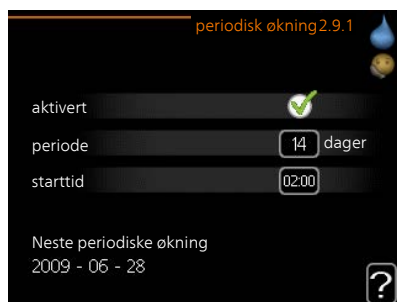 periodisk økning 2.9.1
aktivert
periode 14 dager
starttid 02:00
Neste periodiske økning
2009 - 06 - 28
?